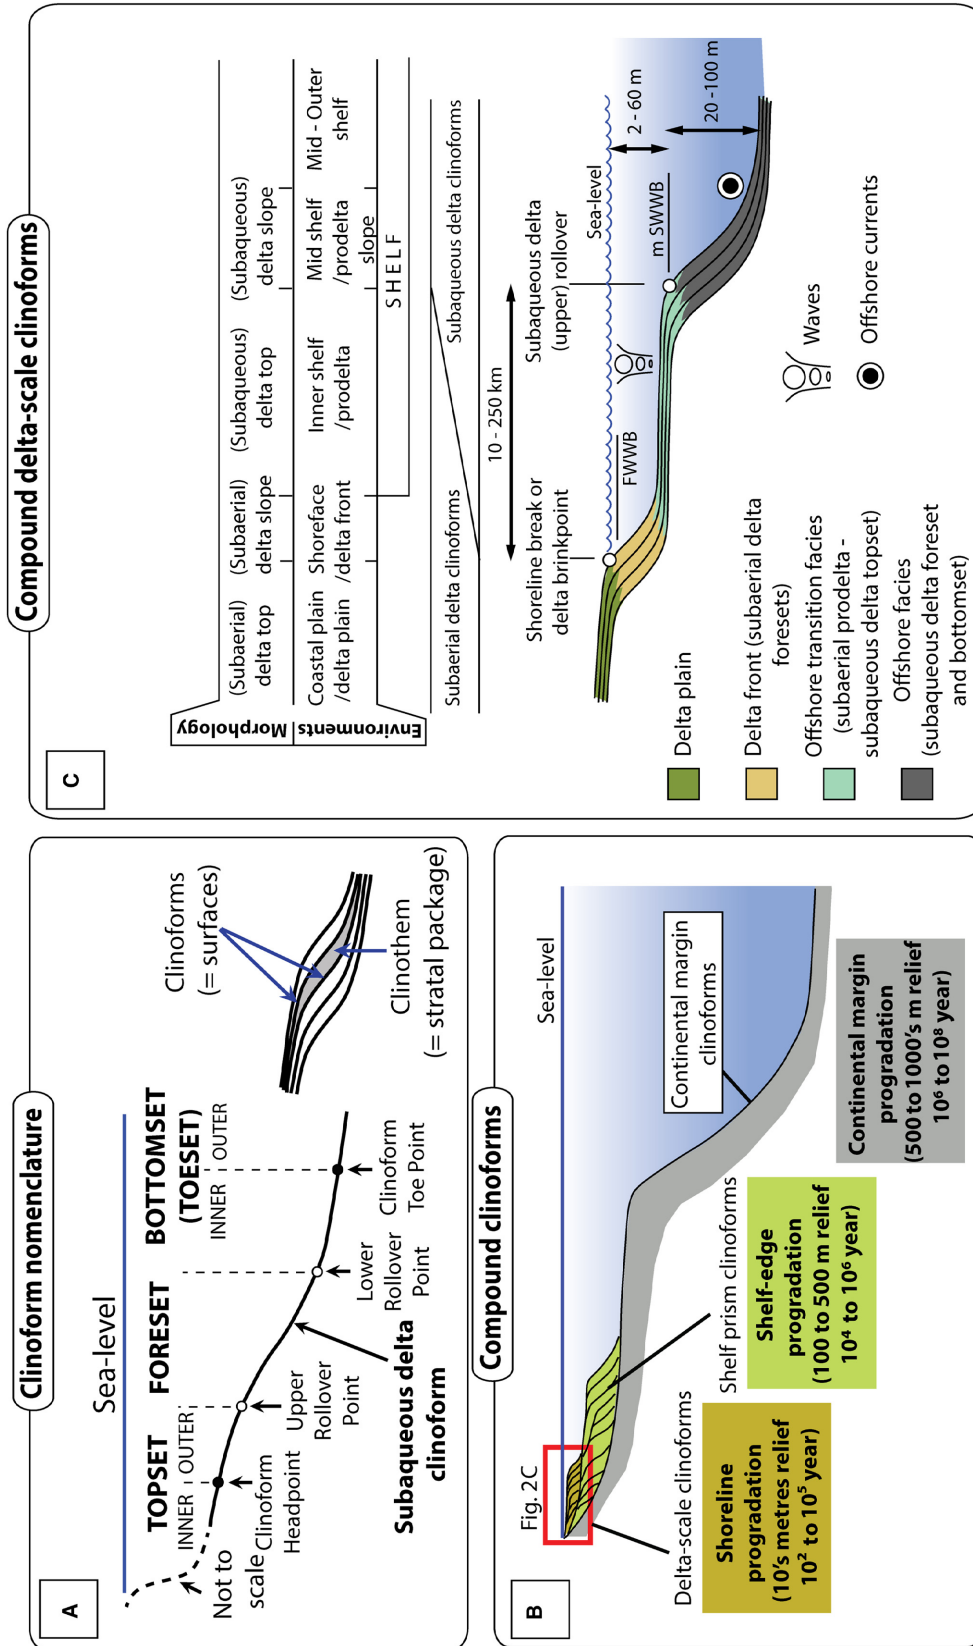 A
Clinoform nomenclature
Sea-level
TOPSET
INNER
OUTER
FORESET
BOTTOMSET
(TOESET)
INNER
OUTER
Not to
scale
Clinoform
Headpoint
Upper
Rollover
Point
Lower
Rollover
Point
Clinoform
Toe Point
Subaqueous delta
clinoform
Clinoforms
(= surfaces)
Clinothem
(= stratal package)
B
Compound clinoforms
Fig. 2C
Sea-level
Continental margin
clinoforms
Delta-scale clinoforms
Shoreline
progradation
(10's metres relief
10² to 10⁵ year)
Shelf prism clinoforms
Shelf-edge
progradation
(100 to 500 m relief
10⁴ to 10⁶ year)
Continental margin
progradation
(500 to 1000's m relief
10⁶ to 10⁸ year)
C
Compound delta-scale clinoforms
Morphology
(Subaerial)
delta top
(Subaerial)
delta slope
(Subaqueous)
delta top
(Subaqueous)
delta slope
Environments
Coastal plain
/delta plain
Shoreface
/delta front
Inner shelf
/prodelta
Mid shelf
/prodelta
slope
Mid - Outer
shelf
SHELF
Subaerial delta clinoforms
Subaqueous delta clinoforms
10 - 250 km
Shoreline break or
delta brinkpoint
Subaqueous delta
(upper) rollover
Sea-level
FWWB
m SWWB
2 - 60 m
20 -100 m
Delta plain
Delta front (subaerial delta
foresets)
Offshore transition facies
(subaerial prodelta -
subaqueous delta topset)
Offshore facies
(subaqueous delta foreset
and bottomset)
Waves
Offshore currents